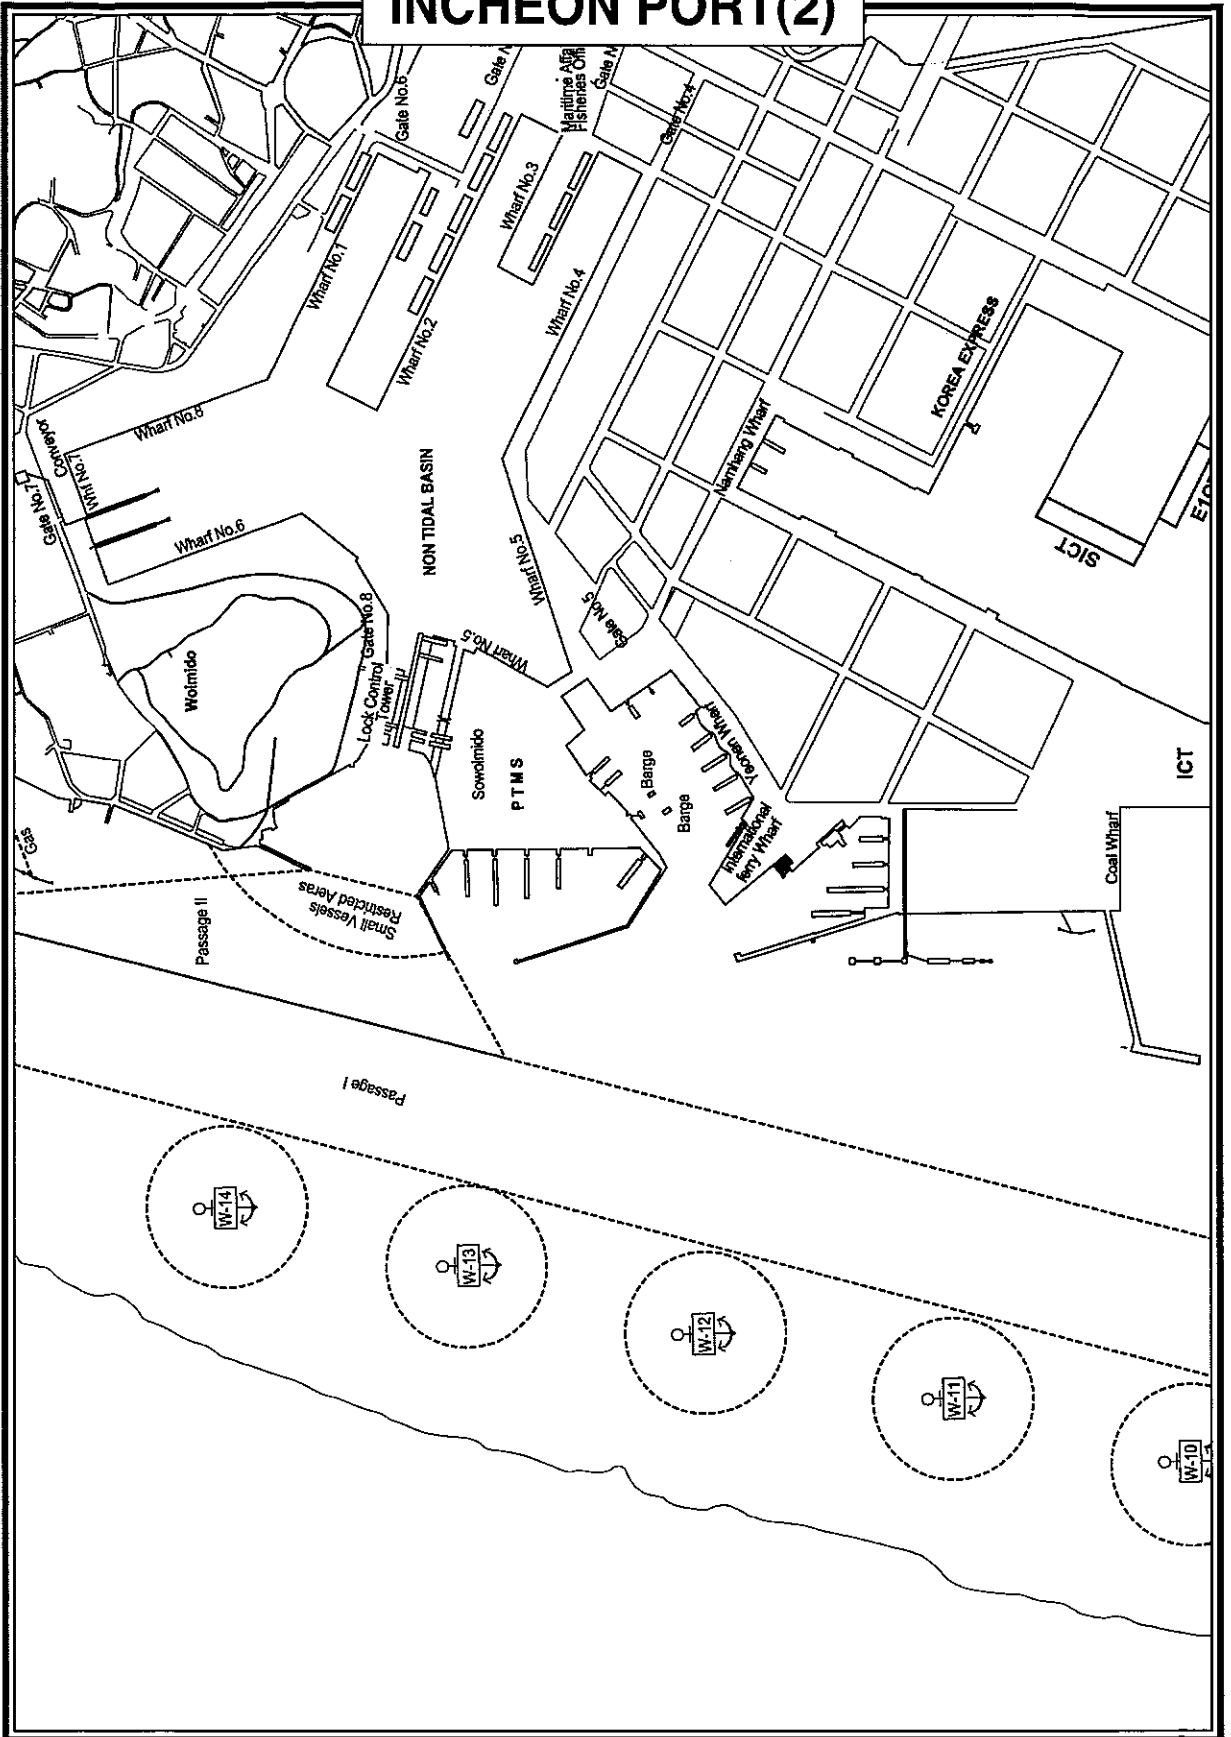 INCHEON PORT(2)
Gate No.6
Gate N
Maritime Affa
Fisheries Offi
Gate N
Gate No.4
Wharf No.3
Wharf No.1
Wharf No.4
Wharf No.2
KOREA EXPRESS
Conveyor
Wharf No.8
Gate No.7
Whf No.7
Namhang Wharf
NON TIDAL BASIN
Wharf No.6
E1C
SICT
Wharf No.5
Gate No.8
Gate No.5
Wharf No.5
Wolmido
Lock Control
Tower
Yeonan Wharf
Sowolmido
PTMS
Barge
Barge
ICT
International
ferry Wharf
Gas
Coal Wharf
Small Vessels
Restricted Aeras
Passage II
Passage I
W-14
W-13
W-12
W-11
W-10